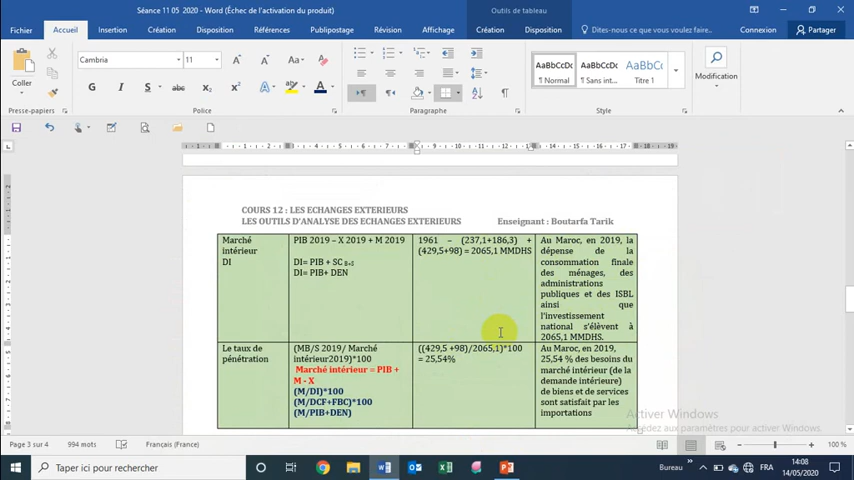 Séance 11 05 2020 - Word (Échec de l'activation du produit)
Outils de tableau
Fichier Accueil Insertion Création Disposition Références Publipostage Révision Affichage Création Disposition Dites-nous ce que vous voulez faire. Connexion Partager
Coller
Cambria 11
G I S abc x₂ x²
AaBbCcDc AaBbCcDc AaBbCc
¶ Normal ¶ Sans int... Titre 1
Modification
Presse-papiers Police Paragraphe Style
COURS 12 : LES ECHANGES EXTERIEURS
LES OUTILS D'ANALYSE DES ECHANGES EXTERIEURS Enseignant : Boutarfa Tarik
Marché
intérieur
DI
PIB 2019 – X 2019 + M 2019
DI= PIB + SC B+S
DI= PIB+ DEN
1961 – (237,1+186,3) +
(429,5+98) = 2065,1 MMDHS
Au Maroc, en 2019, la
dépense de la
consommation finale
des ménages, des
administrations
publiques et des ISBL
ainsi que
l'investissement
national s'élèvent à
2065,1 MMDHS.
Le taux de
pénétration
(MB/S 2019/ Marché
intérieur2019)*100
Marché intérieur = PIB +
M - X
(M/DI)*100
(M/DCF+FBC)*100
(M/PIB+DEN)
((429,5 +98)/2065,1)*100
= 25,54%
Au Maroc, en 2019,
25,54 % des besoins du
marché intérieur (de la
demande intérieure)
de biens et de services
sont satisfait par les
importations
Activer Windows
Accédez aux paramètres pour activer Windows.
Page 3 sur 4 994 mots Français (France) 100 %
Taper ici pour rechercher
Bureau
FRA
14:08
14/05/2020